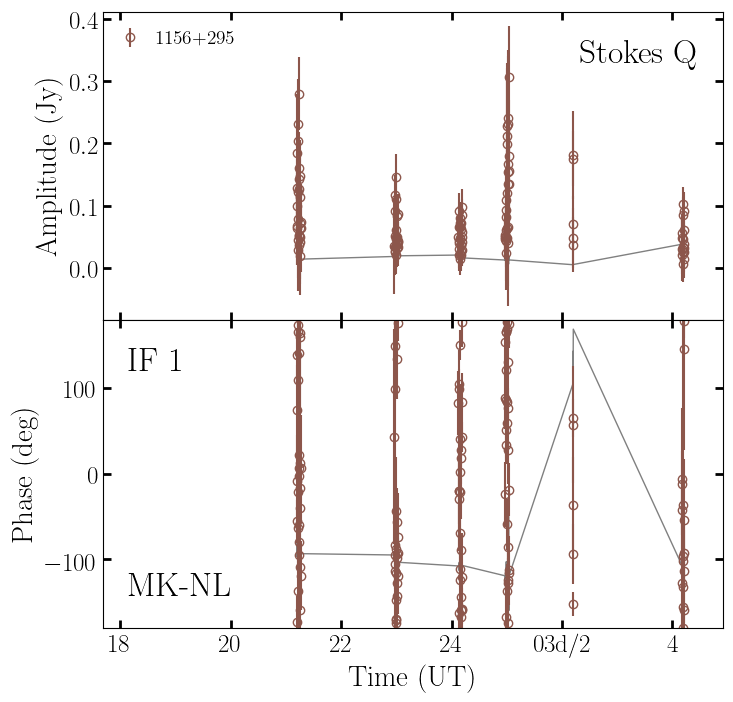 1156+295
Stokes Q
0.4
0.3
0.2
0.1
0.0
Amplitude (Jy)
IF 1
100
0
−100
Phase (deg)
MK-NL
18 20 22 24 03d/2 4
Time (UT)